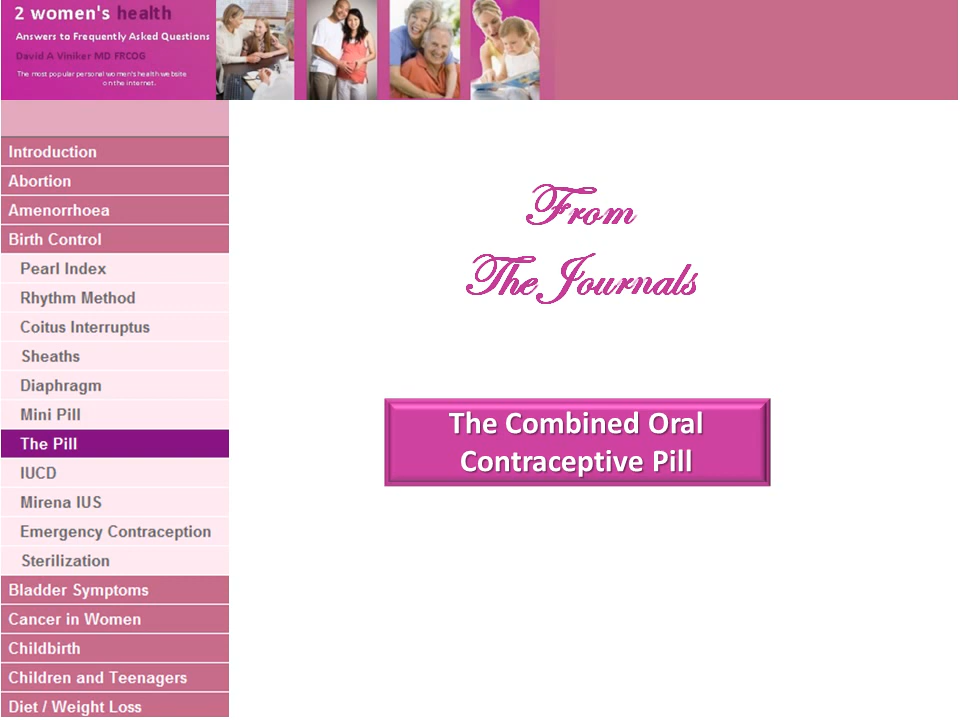 2 women's health
Answers to Frequently Asked Questions
David A Viniker MD FRCOG
The most popular personal women's health website
on the internet.
Introduction
Abortion
Amenorrhoea
Birth Control
Pearl Index
Rhythm Method
Coitus Interruptus
Sheaths
Diaphragm
Mini Pill
The Pill
IUCD
Mirena IUS
Emergency Contraception
Sterilization
Bladder Symptoms
Cancer in Women
Childbirth
Children and Teenagers
Diet / Weight Loss
From
The Journals
The Combined Oral
Contraceptive Pill